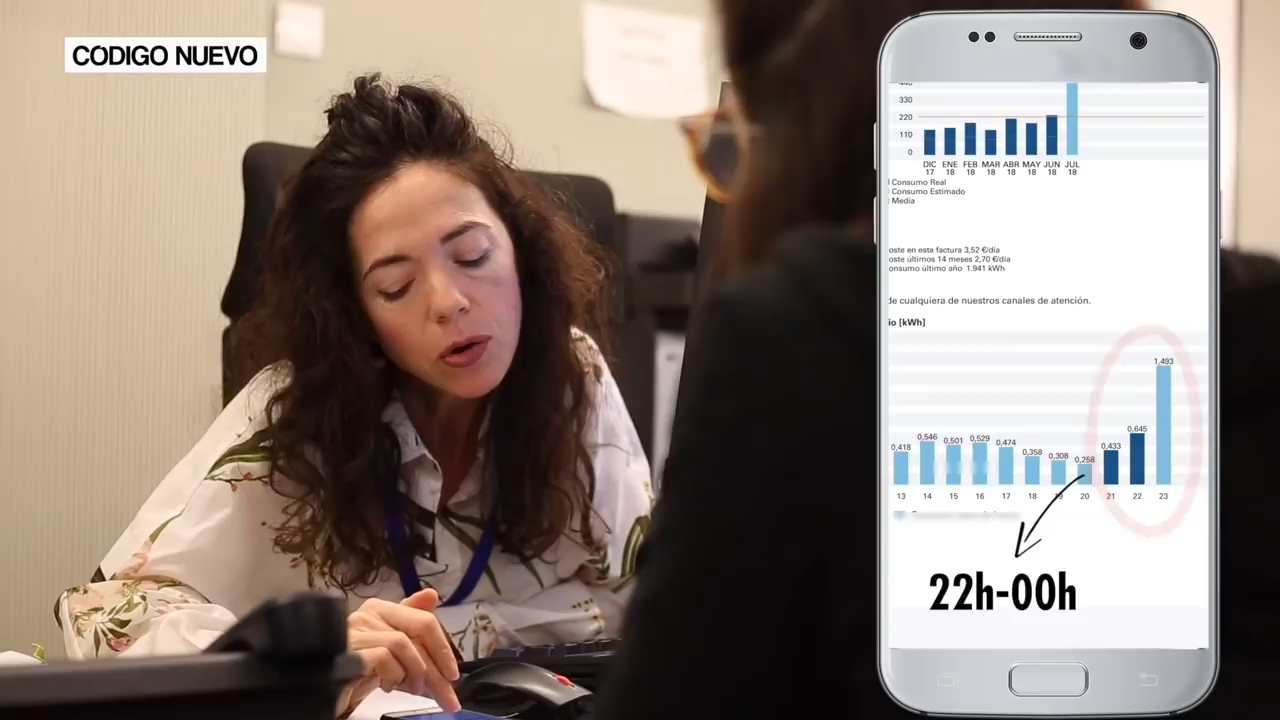 CÓDIGO NUEVO
330
220
110
0
DIC ENE FEB MAR ABR MAY JUN JUL
17 18 18 18 18 18 18 18
Consumo Real
Consumo Estimado
Media
oste en esta factura 3,52 €/día
oste últimos 14 meses 2,70 €/dia
onsumo último año 1.941 kWh
de cualquiera de nuestros canales de atención.
io [kWh]
0,418 0,546 0,501 0,529 0,474 0,358 0,308 0,258 0,433 0,645 1,493
13 14 15 16 17 18 19 20 21 22 23
22h-00h